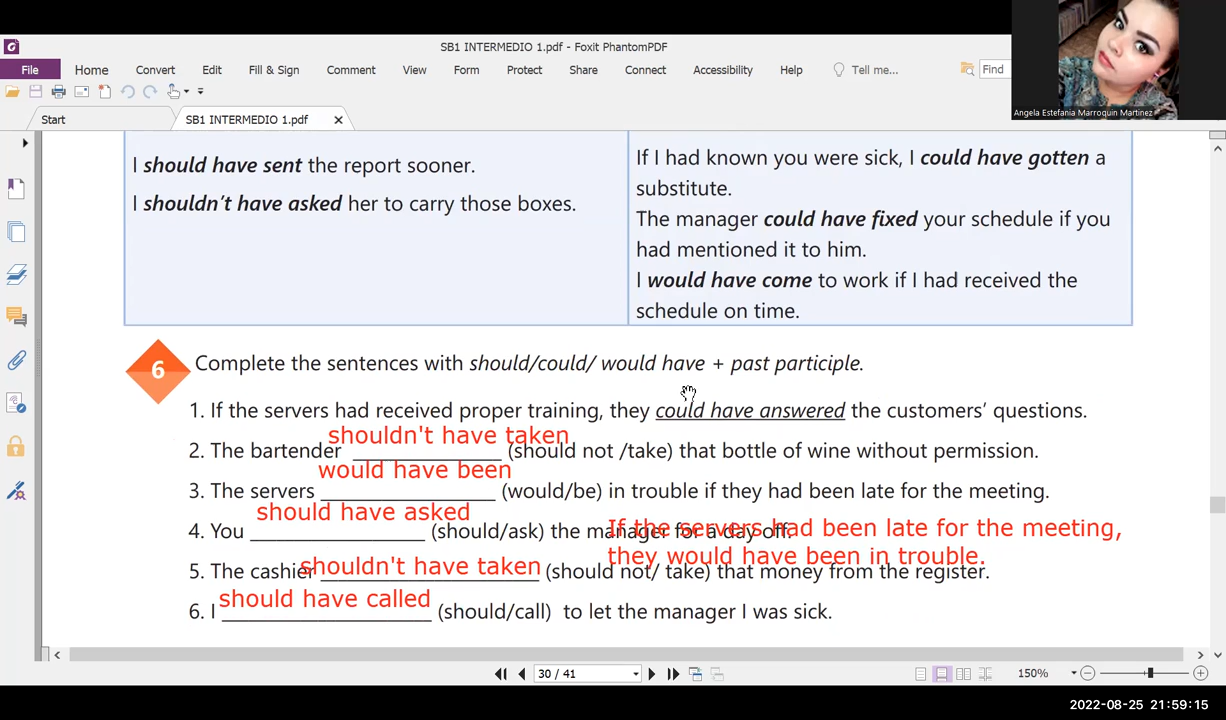 SB1 INTERMEDIO 1.pdf - Foxit PhantomPDF
File Home Convert Edit Fill & Sign Comment View Form Protect Share Connect Accessibility Help Tell me... Find
Angela Estefania Marroquin Martinez
Start SB1 INTERMEDIO 1.pdf
I should have sent the report sooner.
I shouldn't have asked her to carry those boxes.
If I had known you were sick, I could have gotten a
substitute.
The manager could have fixed your schedule if you
had mentioned it to him.
I would have come to work if I had received the
schedule on time.
6 Complete the sentences with should/could/ would have + past participle.
1. If the servers had received proper training, they could have answered the customers' questions.
shouldn't have taken
2. The bartender _______________ (should not /take) that bottle of wine without permission.
would have been
3. The servers _________________ (would/be) in trouble if they had been late for the meeting.
should have asked
4. You _________________ (should/ask) the manager for a day off.
If the servers had been late for the meeting,
they would have been in trouble.
shouldn't have taken
5. The cashier ______________________ (should not/ take) that money from the register.
should have called
6. I _____________________ (should/call) to let the manager I was sick.
30 / 41
150%
2022-08-25 21:59:15